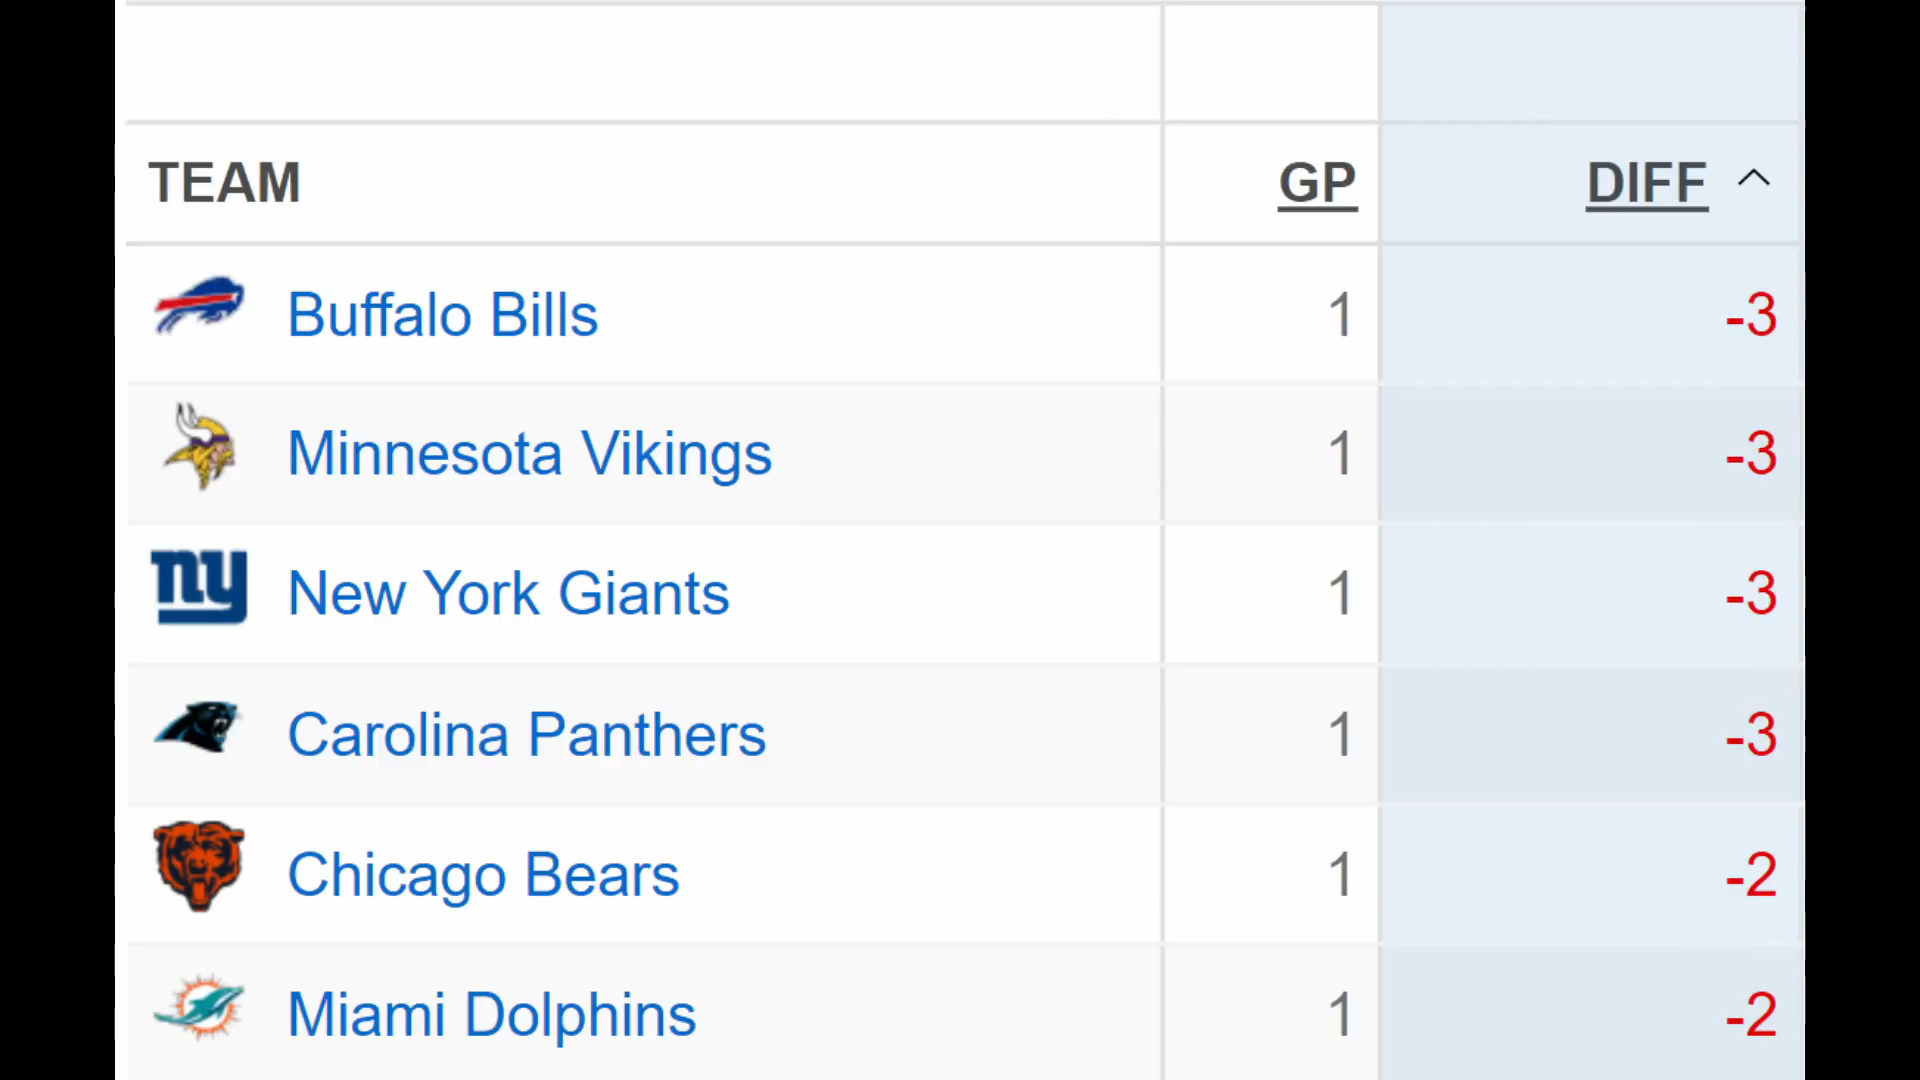 TEAM GP DIFF
Buffalo Bills 1 -3
Minnesota Vikings 1 -3
ny New York Giants 1 -3
Carolina Panthers 1 -3
Chicago Bears 1 -2
Miami Dolphins 1 -2